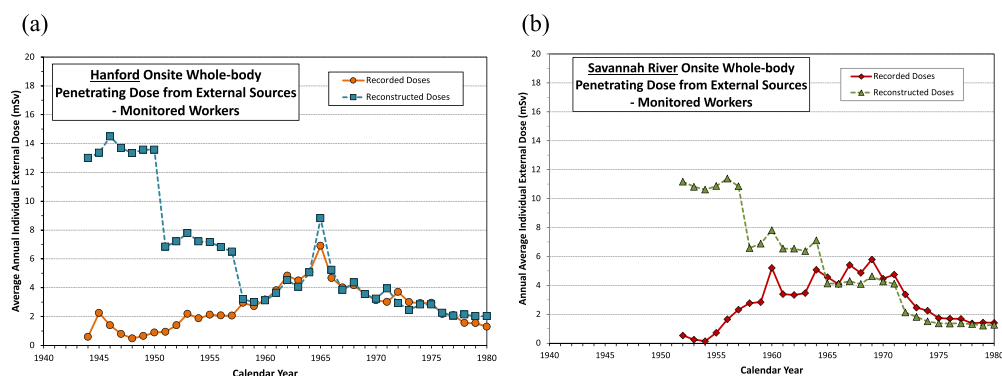 (a)
(b)
Hanford Onsite Whole-body
Penetrating Dose from External Sources
- Monitored Workers
Recorded Doses
Reconstructed Doses
Average Annual Individual External Dose (mSv)
20
18
16
14
12
10
8
6
4
2
0
1940 1945 1950 1955 1960 1965 1970 1975 1980
Calendar Year
Savannah River Onsite Whole-body
Penetrating Dose from External Sources
- Monitored Workers
Recorded Doses
Reconstructed Doses
Annual Average Individual External Dose (mSv)
20
18
16
14
12
10
8
6
4
2
0
1940 1945 1950 1955 1960 1965 1970 1975 1980
Calendar Year